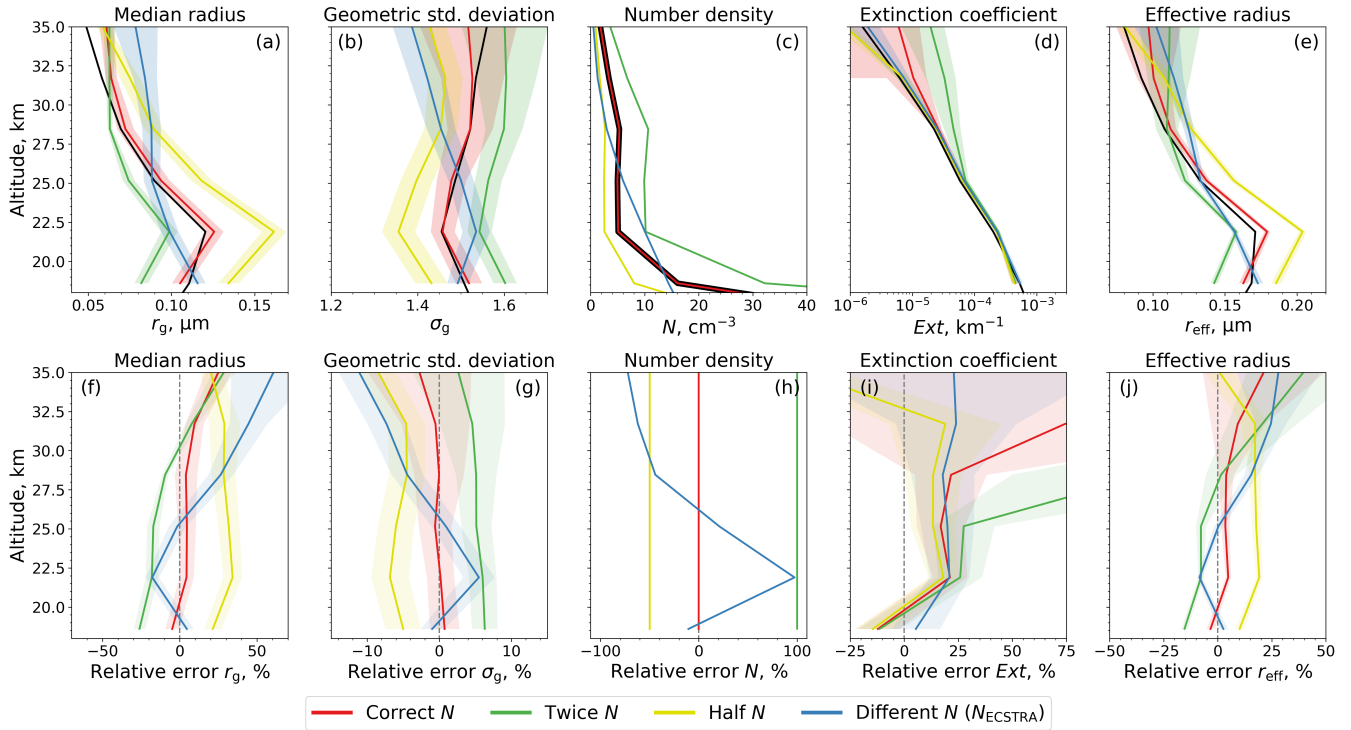 Median radius
Geometric std. deviation
Number density
Extinction coefficient
Effective radius
(a)
(b)
(c)
(d)
(e)
Altitude, km
35.0
32.5
30.0
27.5
25.0
22.5
20.0
0.05 0.10 0.15
1.2 1.4 1.6
0 10 20 30 40
10⁻⁶ 10⁻⁵ 10⁻⁴ 10⁻³
0.10 0.15 0.20
r_g, μm
σ_g
N, cm⁻³
Ext, km⁻¹
r_eff, μm
Median radius
Geometric std. deviation
Number density
Extinction coefficient
Effective radius
(f)
(g)
(h)
(i)
(j)
Altitude, km
35.0
32.5
30.0
27.5
25.0
22.5
20.0
−50 0 50
−10 0 10
−100 0 100
−25 0 25 50 75
−50 −25 0 25 50
Relative error r_g, %
Relative error σ_g, %
Relative error N, %
Relative error Ext, %
Relative error r_eff, %
Correct N
Twice N
Half N
Different N (N_ECSTRA)